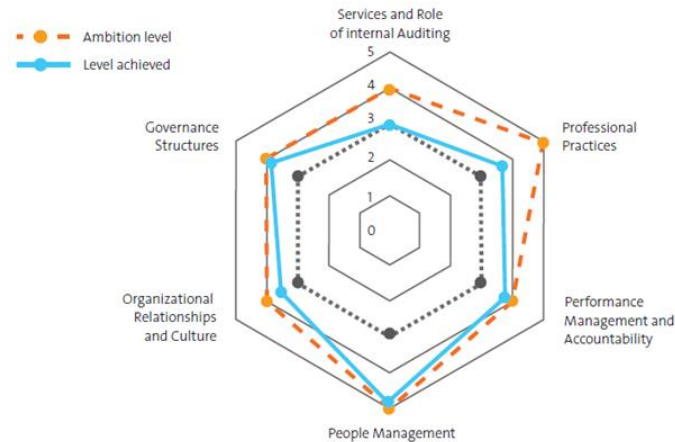 Services and Role
of internal Auditing
Ambition level
Level achieved
5
4
3
2
1
0
Governance
Structures
Professional
Practices
Organizational
Relationships
and Culture
Performance
Management and
Accountability
People Management